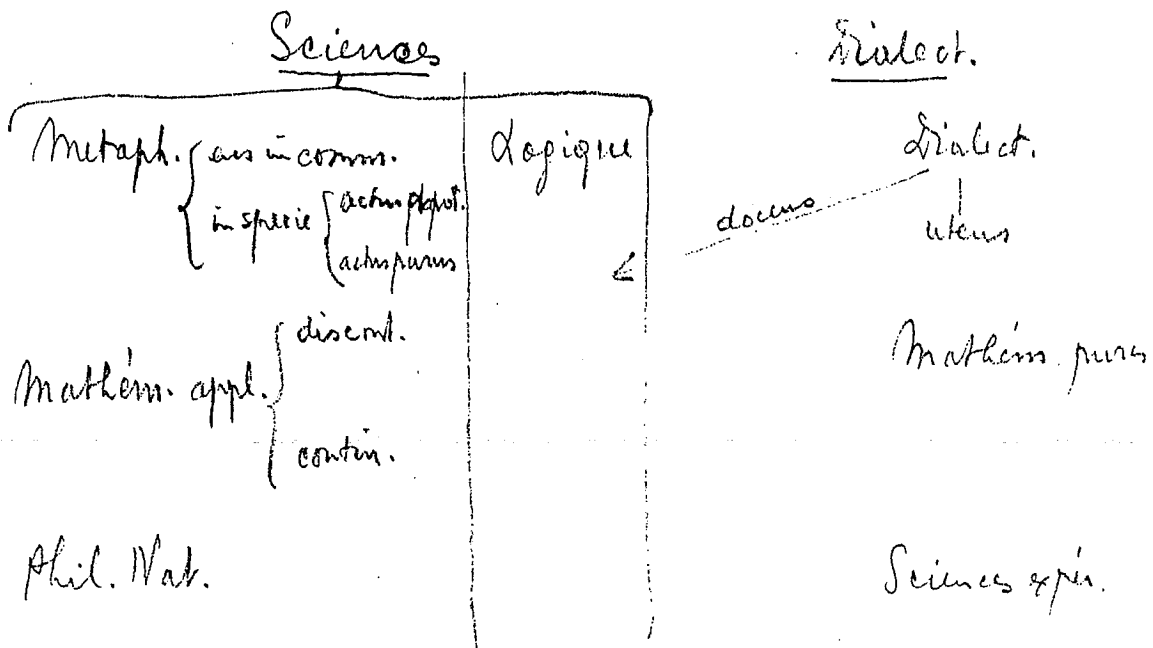 Sciences
Dialect.
Metaph. ens in comm.
in specie
actus pot.
actus purus
Logique
Dialect.
docens
utens
Mathém. appl.
discont.
contin.
Mathém. pures
Phil. Nat.
Sciences expér.